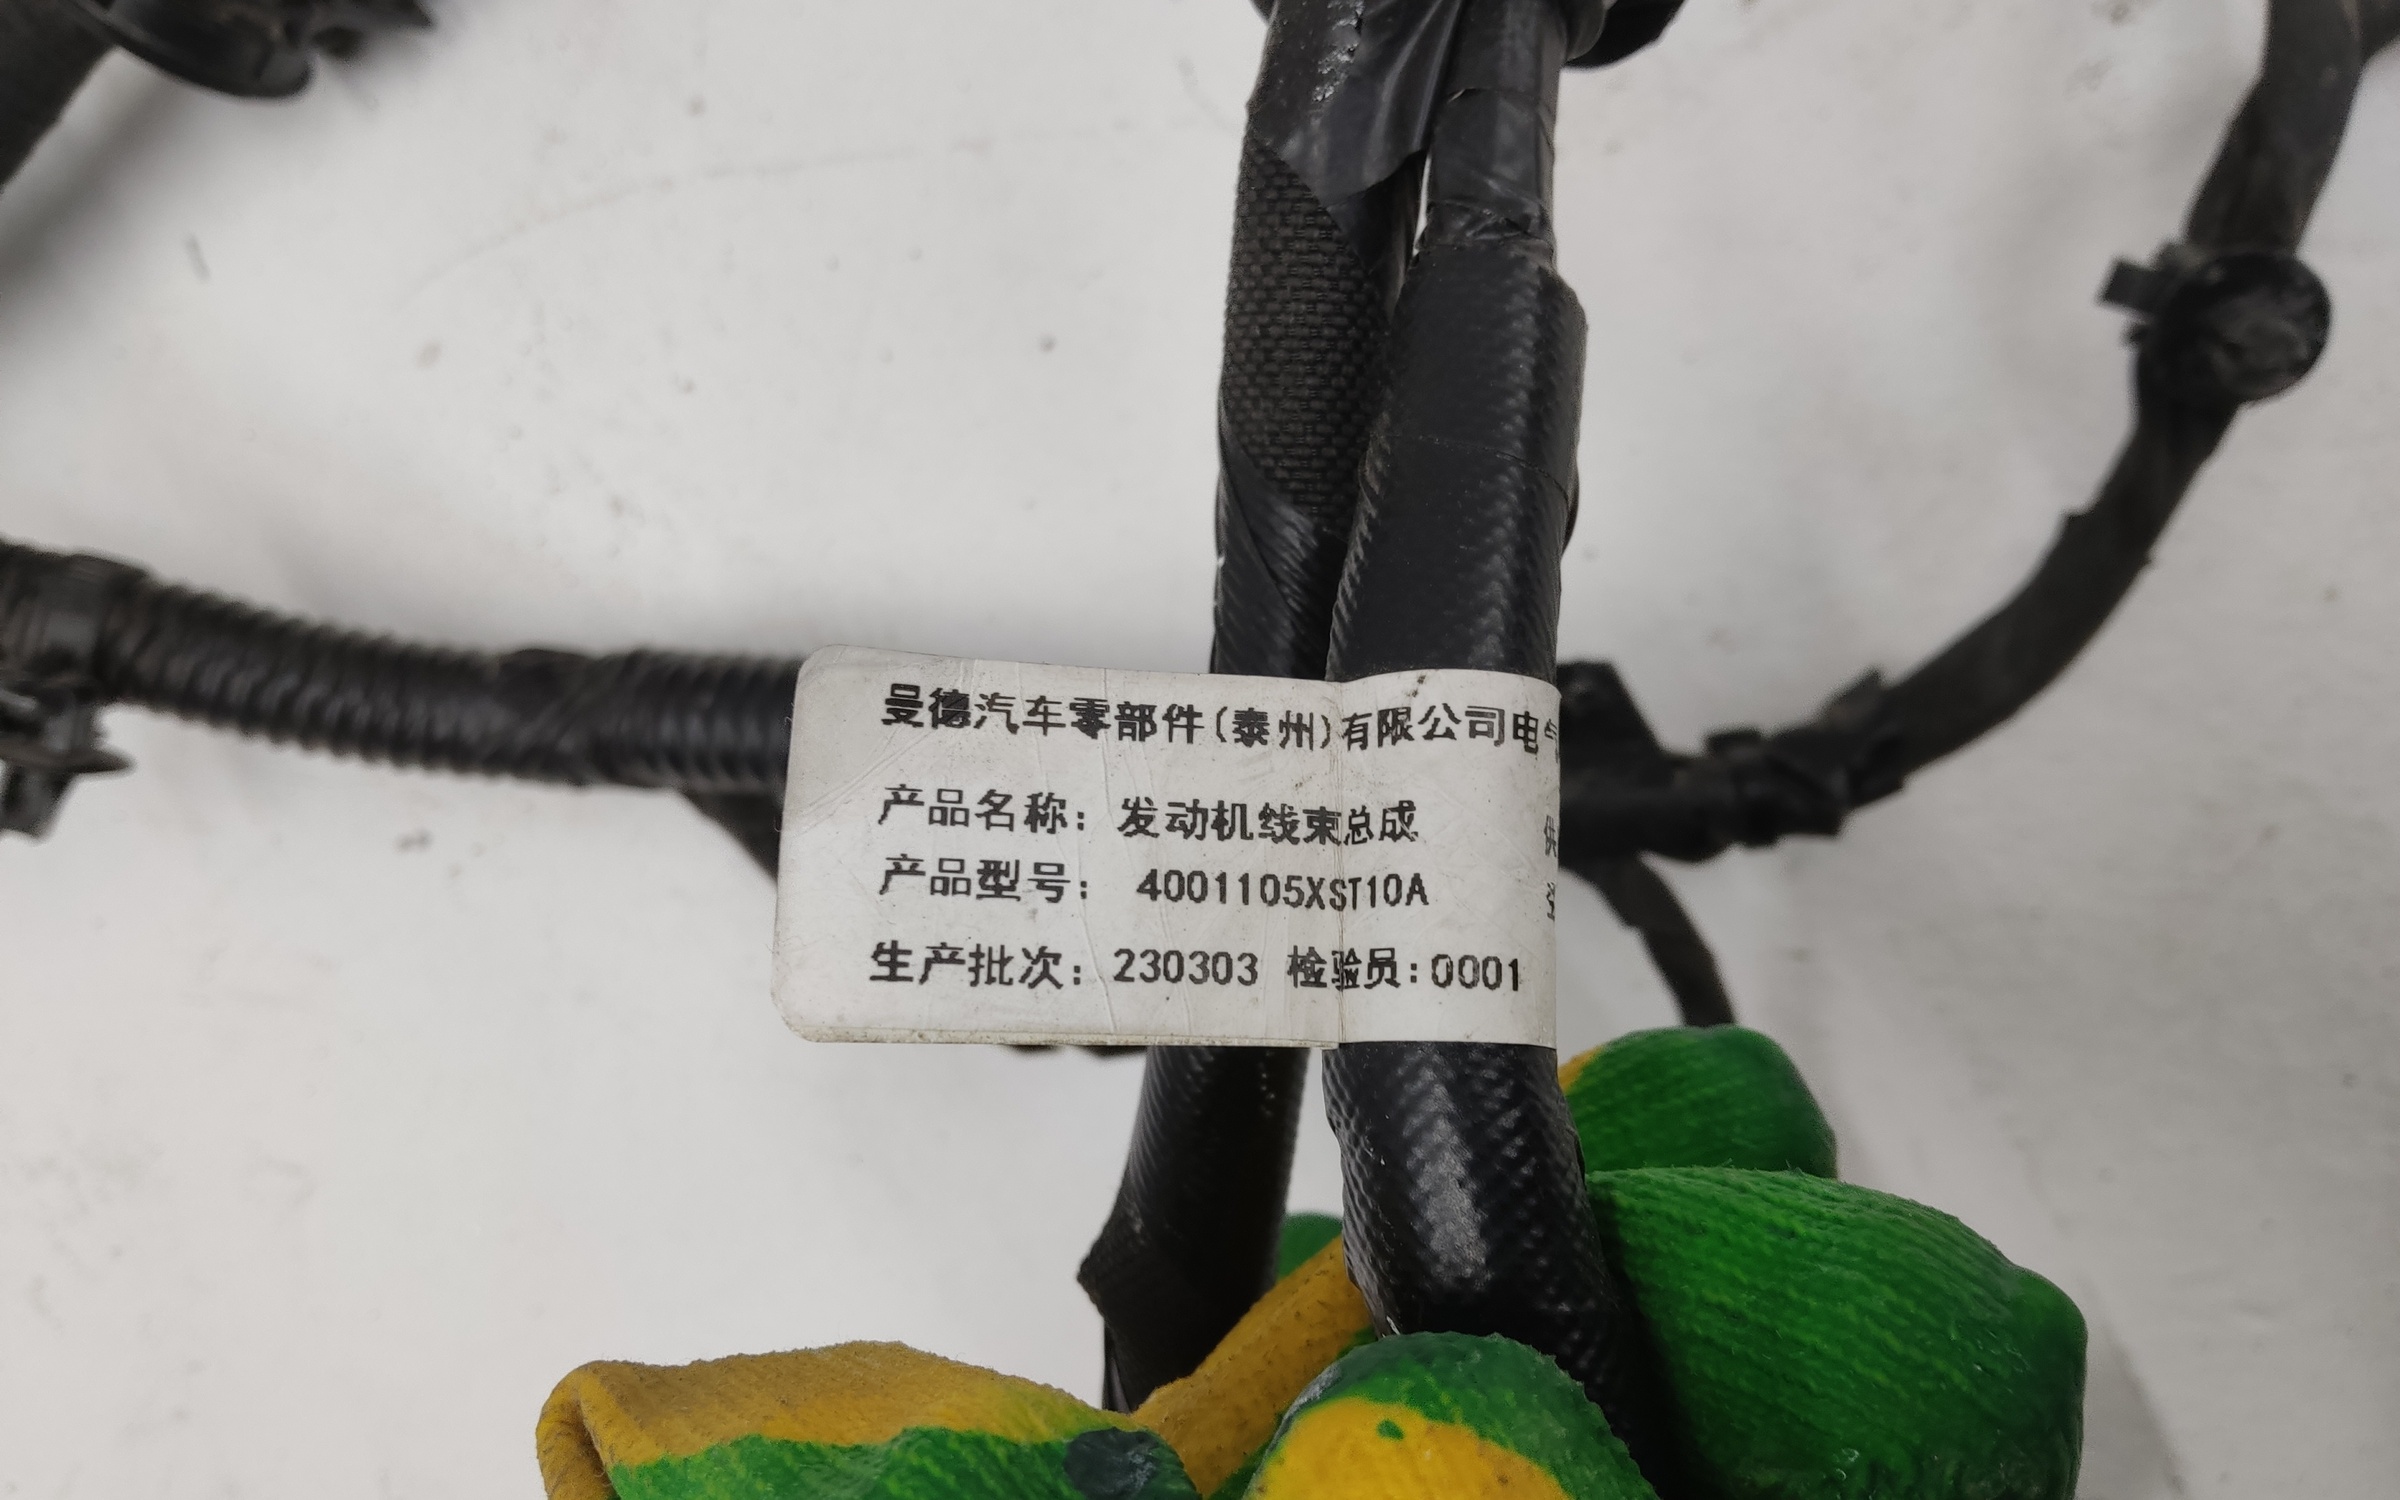 曼德汽车零部件(泰州)有限公司电气
产品名称: 发动机线束总成
产品型号: 4001105XST10A
生产批次: 230303 检验员:0001